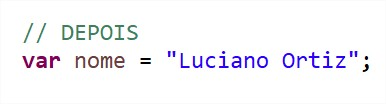 // DEPOIS
var nome = "Luciano Ortiz";